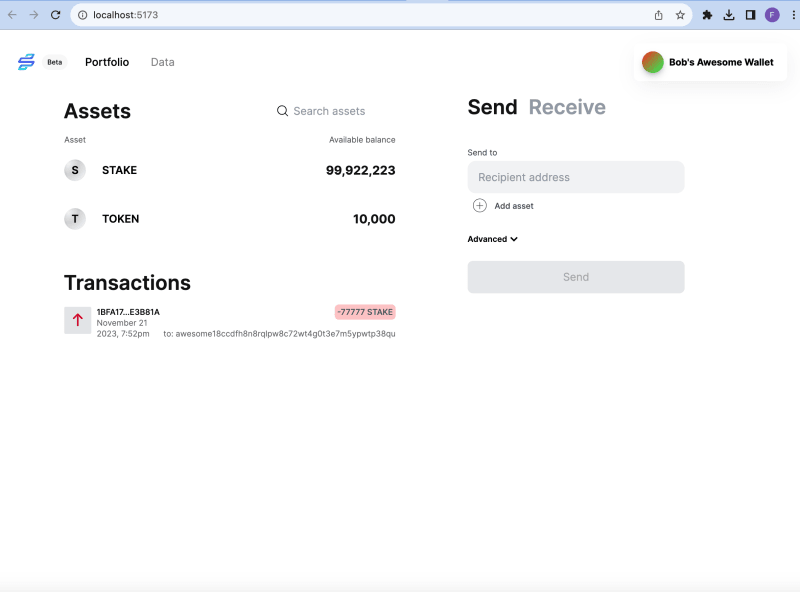 localhost:5173
F
Beta
Portfolio
Data
Bob's Awesome Wallet
Assets
Search assets
Asset
Available balance
S
STAKE
99,922,223
T
TOKEN
10,000
Transactions
1BFA17...E3B81A
-77777 STAKE
November 21
2023, 7:52pm
to: awesome18ccdfh8n8rqlpw8c72wt4g0t3e7m5ypwtp38qu
Send
Receive
Send to
Recipient address
Add asset
Advanced
Send